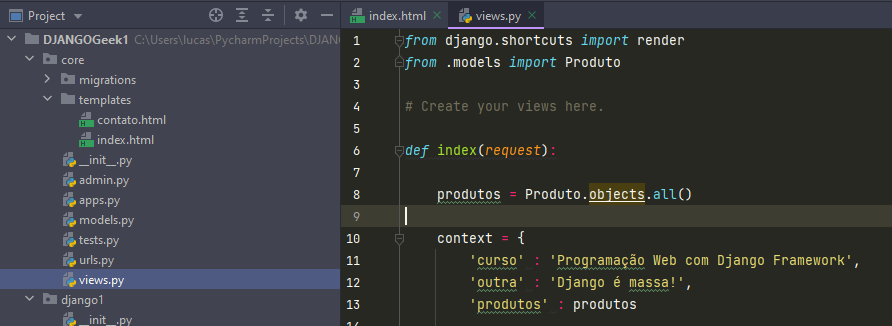 Project
DJANGOGeek1 C:\Users\lucas\PycharmProjects\DJANG
core
migrations
templates
contato.html
index.html
__init__.py
admin.py
apps.py
models.py
tests.py
urls.py
views.py
django1
__init__.py
index.html
views.py
1 from django.shortcuts import render
2 from .models import Produto
3
4 # Create your views here.
5
6 def index(request):
7
8 produtos = Produto.objects.all()
9
10 context = {
11 'curso' : 'Programação Web com Django Framework',
12 'outra' : 'Django é massa!',
13 'produtos' : produtos